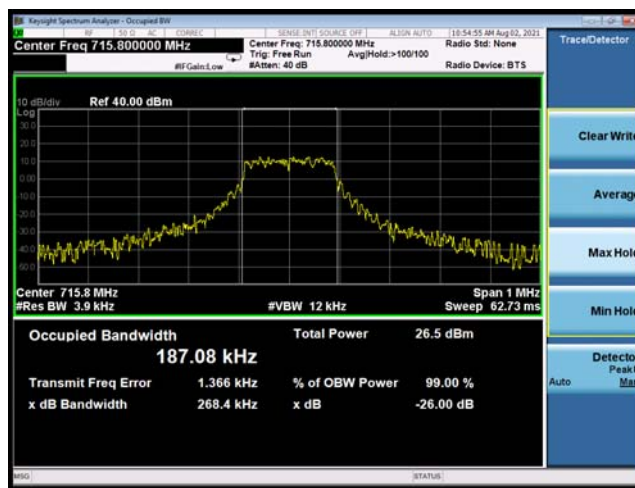 Keysight Spectrum Analyzer - Occupied BW
RF 50 Ω AC CORREC SENSE:INT SOURCE OFF ALIGN AUTO 10:54:55 AM Aug 02, 2021
Center Freq 715.800000 MHz
Center Freq: 715.800000 MHz
Radio Std: None
Trace/Detector
Trig: Free Run Avg|Hold:>100/100
#IFGain:Low #Atten: 40 dB Radio Device: BTS
10 dB/div Ref 40.00 dBm
Log
30.0
20.0
10.0
0.00
10.0
20.0
30.0
40.0
50.0
Clear Write
Average
Max Hold
Min Hold
Center 715.8 MHz Span 1 MHz
#Res BW 3.9 kHz #VBW 12 kHz Sweep 62.73 ms
Occupied Bandwidth Total Power 26.5 dBm
187.08 kHz
Transmit Freq Error 1.366 kHz % of OBW Power 99.00 %
x dB Bandwidth 268.4 kHz x dB -26.00 dB
Detector
Auto
MSG STATUS